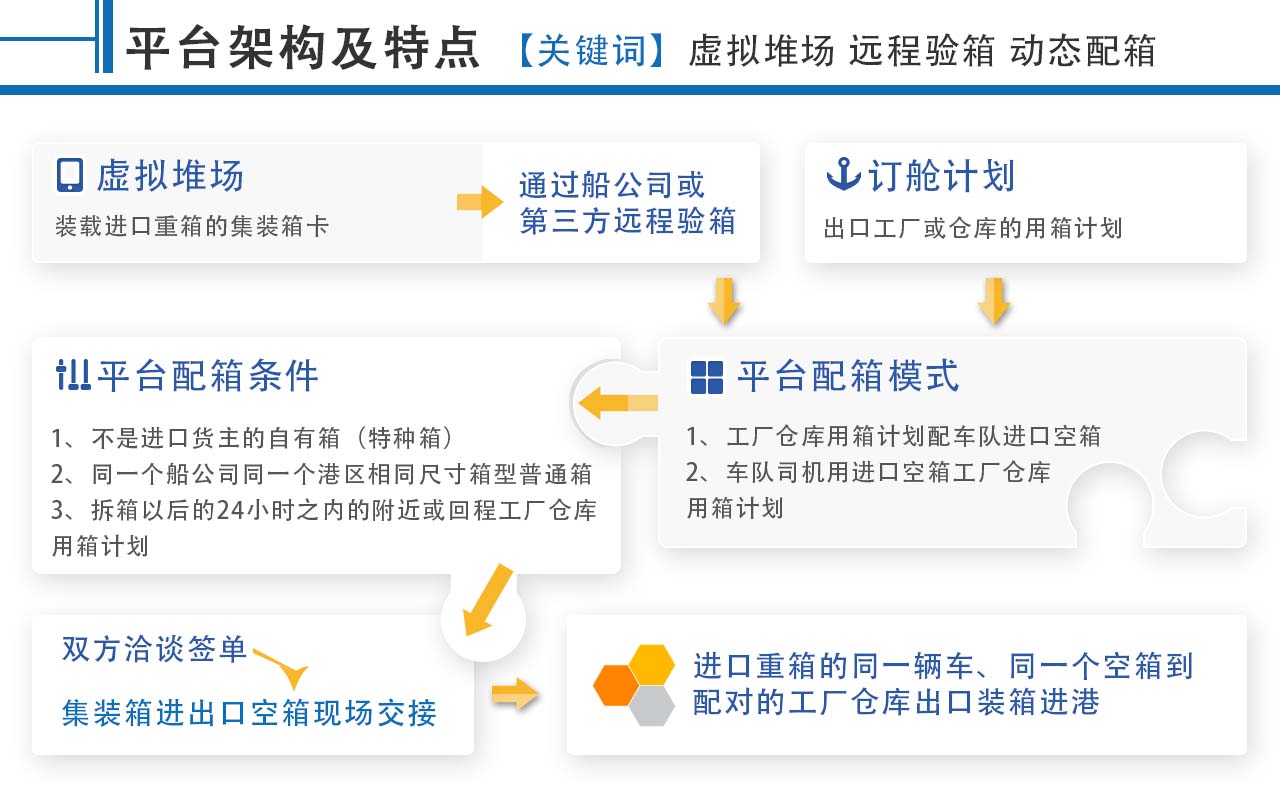 平台架构及特点 【关键词】 虚拟堆场 远程验箱 动态配箱
虚拟堆场
装载进口重箱的集装箱卡
通过船公司或
第三方远程验箱
订舱计划
出口工厂或仓库的用箱计划
平台配箱条件
1、不是进口货主的自有箱（特种箱）
2、同一个船公司同一个港区相同尺寸箱型普通箱
3、拆箱以后的24小时之内的附近或回程工厂仓库
用箱计划
平台配箱模式
1、工厂仓库用箱计划配车队进口空箱
2、车队司机用进口空箱工厂仓库
用箱计划
双方洽谈签单
集装箱进出口空箱现场交接
进口重箱的同一辆车、同一个空箱到
配对的工厂仓库出口装箱进港